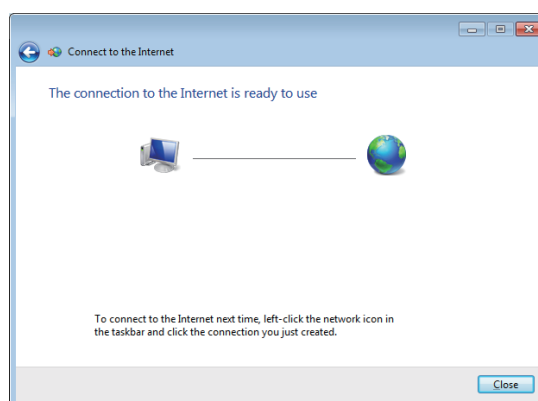 Connect to the Internet
The connection to the Internet is ready to use
To connect to the Internet next time, left-click the network icon in
the taskbar and click the connection you just created.
Close